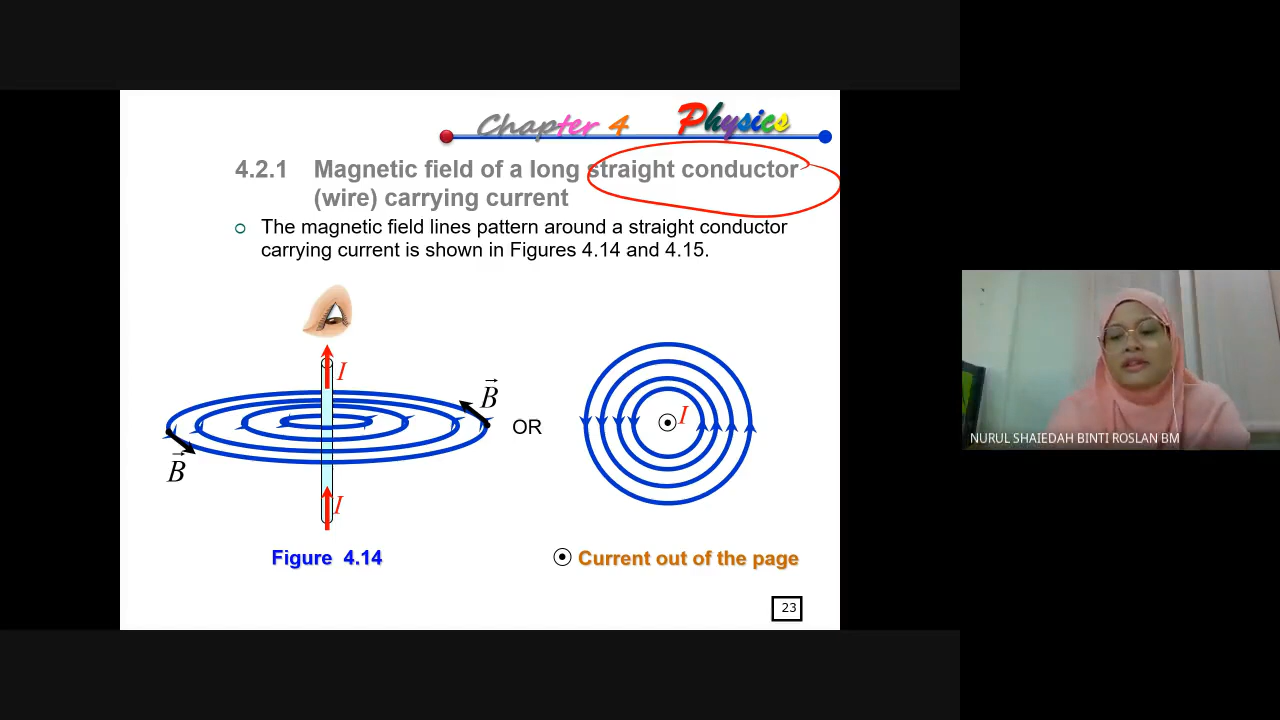 Chapter 4 Physics
4.2.1 Magnetic field of a long straight conductor
(wire) carrying current
The magnetic field lines pattern around a straight conductor
carrying current is shown in Figures 4.14 and 4.15.
I
B
OR
I
B
I
Figure 4.14
Current out of the page
23
NURUL SHAIEDAH BINTI ROSLAN BM